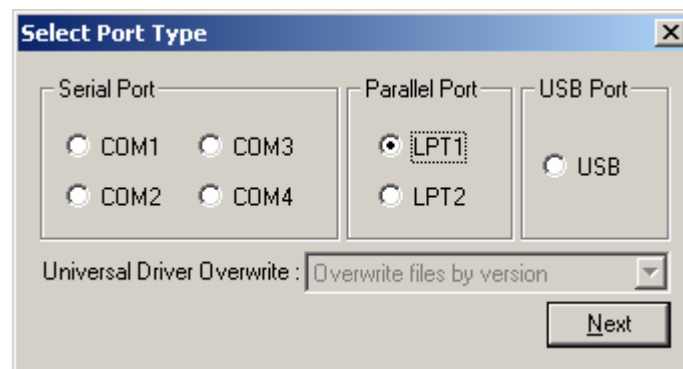 Select Port Type
Serial Port
Parallel Port
USB Port
COM1
COM3
LPT1
USB
COM2
COM4
LPT2
Universal Driver Overwrite :
Overwrite files by version
Next